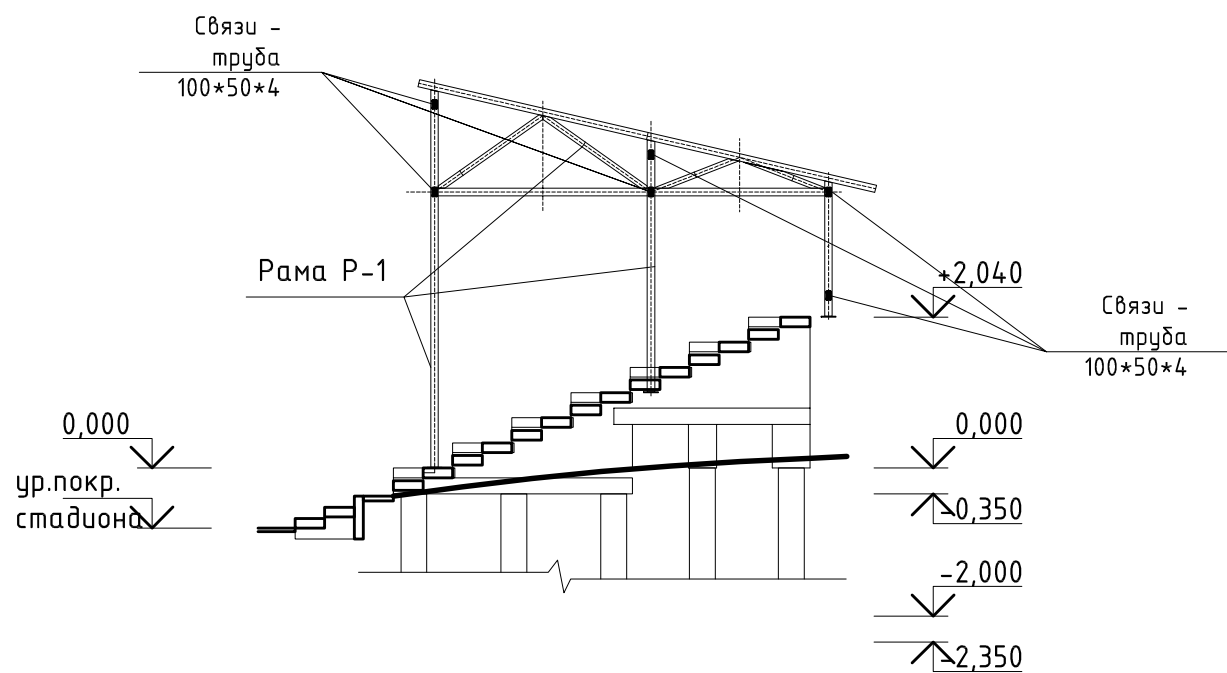 Связи -
труба
100*50*4
Рама Р-1
+2,040
Связи -
труба
100*50*4
0,000
0,000
ур.покр.
стадиона
-0,350
-2,000
-2,350